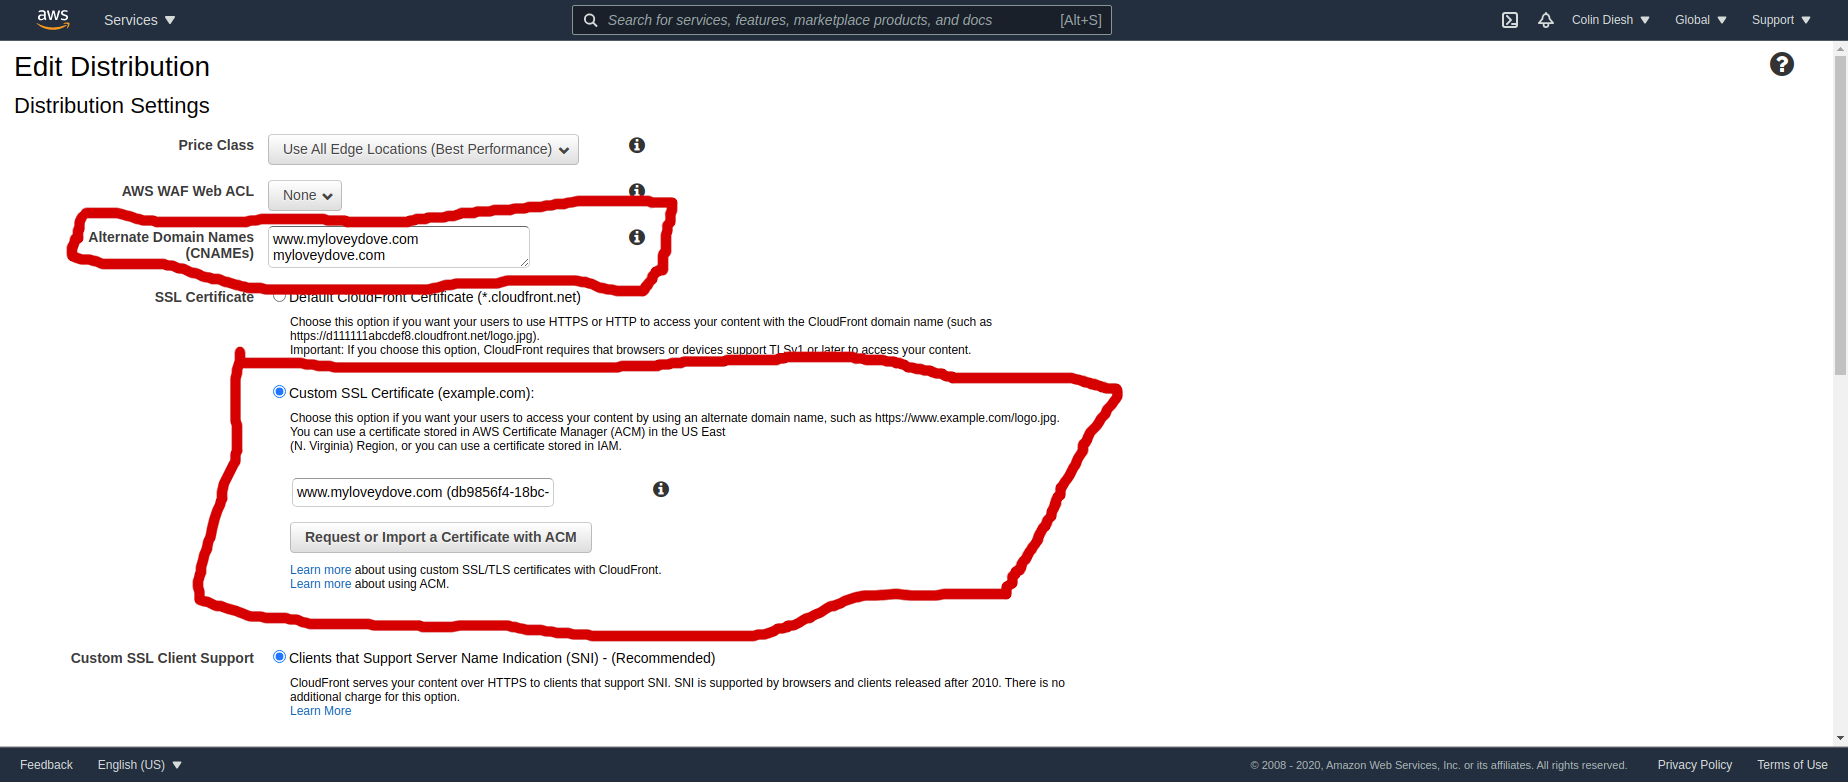 aws Services Search for services, features, marketplace products, and docs [Alt+S] Colin Diesh Global Support
Edit Distribution
Distribution Settings
Price Class Use All Edge Locations (Best Performance)
AWS WAF Web ACL None
Alternate Domain Names www.myloveydove.com
(CNAMEs) myloveydove.com
SSL Certificate Default CloudFront Certificate (*.cloudfront.net)
Choose this option if you want your users to use HTTPS or HTTP to access your content with the CloudFront domain name (such as
https://d111111abcdef8.cloudfront.net/logo.jpg).
Important: If you choose this option, CloudFront requires that browsers or devices support TLSv1 or later to access your content.
Custom SSL Certificate (example.com):
Choose this option if you want your users to access your content by using an alternate domain name, such as https://www.example.com/logo.jpg.
You can use a certificate stored in AWS Certificate Manager (ACM) in the US East
(N. Virginia) Region, or you can use a certificate stored in IAM.
www.myloveydove.com (db9856f4-18bc-
Request or Import a Certificate with ACM
Learn more about using custom SSL/TLS certificates with CloudFront.
Learn more about using ACM.
Custom SSL Client Support Clients that Support Server Name Indication (SNI) - (Recommended)
CloudFront serves your content over HTTPS to clients that support SNI. SNI is supported by browsers and clients released after 2010. There is no
additional charge for this option.
Learn More
Feedback English (US) © 2008 - 2020, Amazon Web Services, Inc. or its affiliates. All rights reserved. Privacy Policy Terms of Use